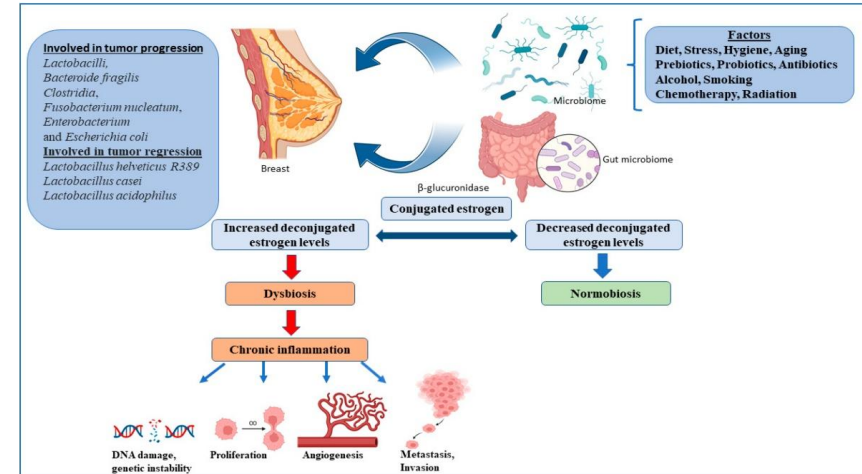 Involved in tumor progression
Lactobacilli,
Bacteroide fragilis
Clostridia,
Fusobacterium nucleatum,
Enterobacterium
and Escherichia coli
Involved in tumor regression
Lactobacillus helveticus R389
Lactobacillus casei
Lactobacillus acidophilus
Breast
Microbiome
Factors
Diet, Stress, Hygiene, Aging
Prebiotics, Probiotics, Antibiotics
Alcohol, Smoking
Chemotherapy, Radiation
Gut microbiome
β-glucuronidase
Conjugated estrogen
Increased deconjugated
estrogen levels
Decreased deconjugated
estrogen levels
Dysbiosis
Normobiosis
Chronic inflammation
∞
DNA damage,
genetic instability
Proliferation
Angiogenesis
Metastasis,
Invasion